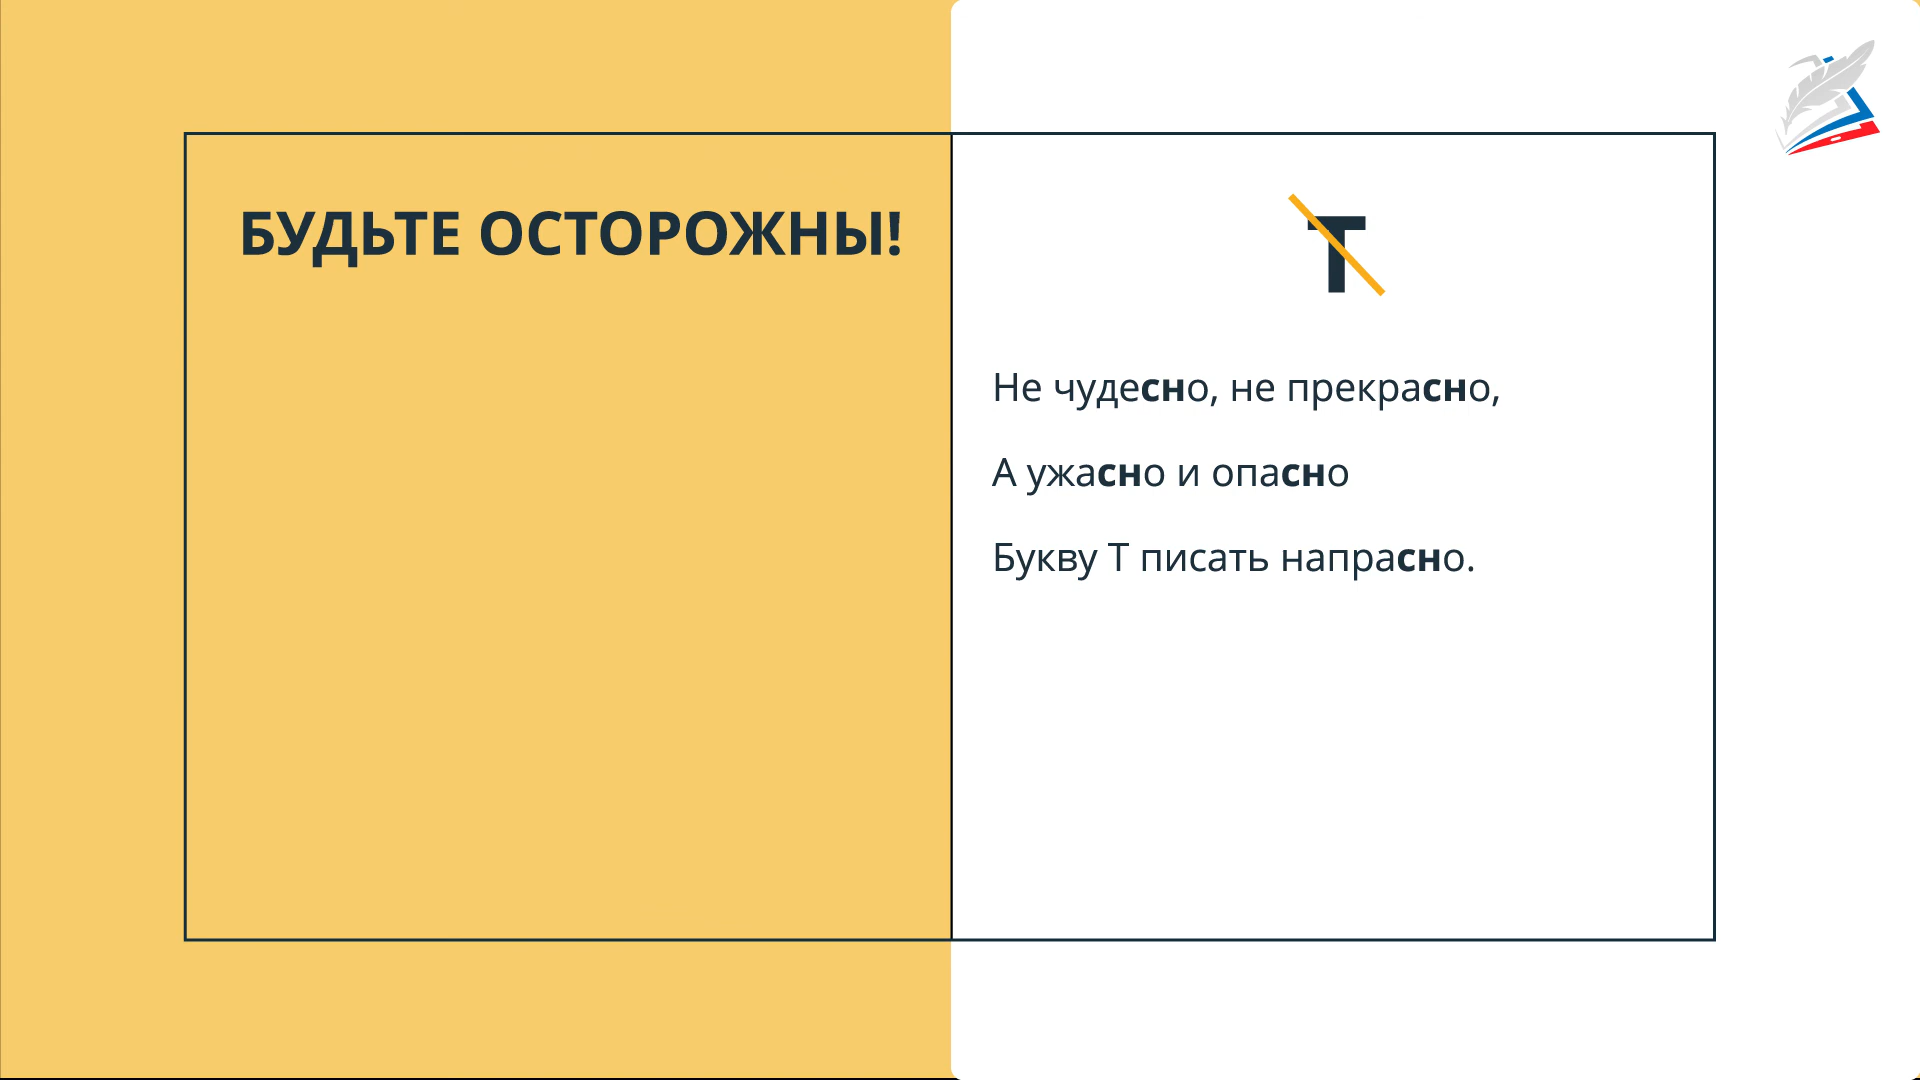 БУДЬТЕ ОСТОРОЖНЫ!
Т
Не чудесно, не прекрасно,
А ужасно и опасно
Букву Т писать напрасно.